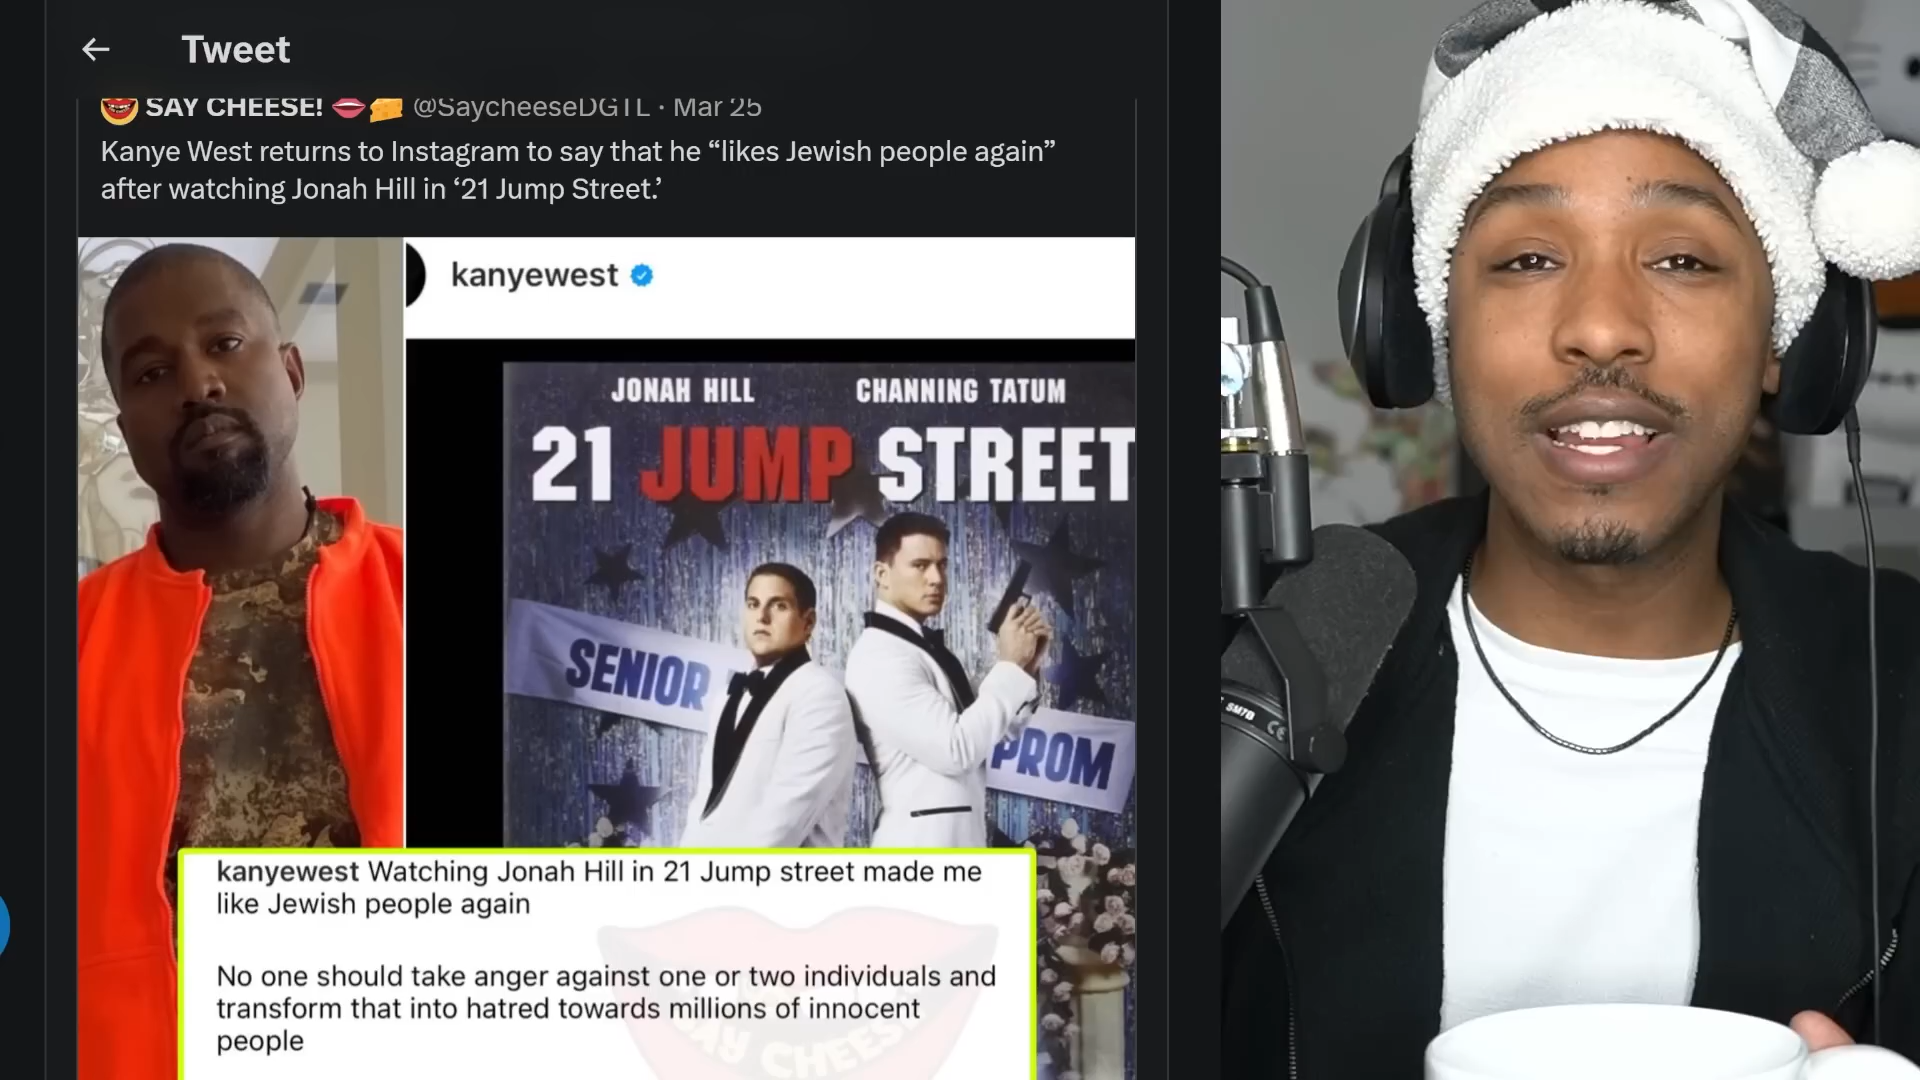 Tweet
SAY CHEESE! @SaycheeseDGTL · Mar 25
Kanye West returns to Instagram to say that he “likes Jewish people again”
after watching Jonah Hill in ‘21 Jump Street.’
kanyewest
JONAH HILL CHANNING TATUM
21 JUMP STREET
SENIOR
PROM
kanyewest Watching Jonah Hill in 21 Jump street made me
like Jewish people again
No one should take anger against one or two individuals and
transform that into hatred towards millions of innocent
people
SAY CHEESE
SM7B